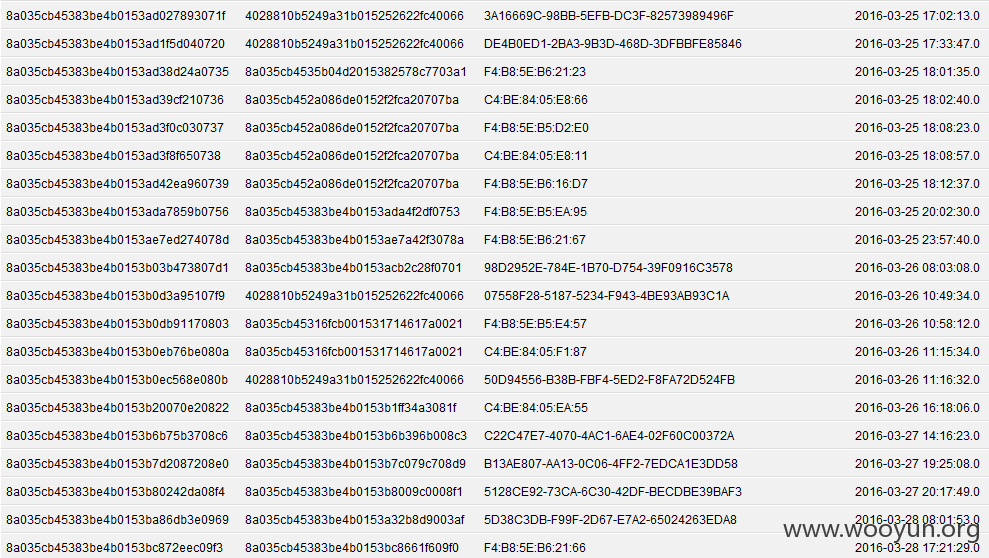 8a035cb45383be4b0153ad027893071f 4028810b5249a31b015252622fc40066 3A16669C-98BB-5EFB-DC3F-82573989496F 2016-03-25 17:02:13.0
8a035cb45383be4b0153ad1f5d040720 4028810b5249a31b015252622fc40066 DE4B0ED1-2BA3-9B3D-468D-3DFBBFE85846 2016-03-25 17:33:47.0
8a035cb45383be4b0153ad38d24a0735 8a035cb4535b04d2015382578c7703a1 F4:B8:5E:B6:21:23 2016-03-25 18:01:35.0
8a035cb45383be4b0153ad39cf210736 8a035cb452a086de0152f2fca20707ba C4:BE:84:05:E8:66 2016-03-25 18:02:40.0
8a035cb45383be4b0153ad3f0c030737 8a035cb452a086de0152f2fca20707ba F4:B8:5E:B5:D2:E0 2016-03-25 18:08:23.0
8a035cb45383be4b0153ad3f8f650738 8a035cb452a086de0152f2fca20707ba C4:BE:84:05:E8:11 2016-03-25 18:08:57.0
8a035cb45383be4b0153ad42ea960739 8a035cb452a086de0152f2fca20707ba F4:B8:5E:B6:16:D7 2016-03-25 18:12:37.0
8a035cb45383be4b0153ada7859b0756 8a035cb45383be4b0153ada4f2df0753 F4:B8:5E:B5:EA:95 2016-03-25 20:02:30.0
8a035cb45383be4b0153ae7ed274078d 8a035cb45383be4b0153ae7a42f3078a F4:B8:5E:B6:21:67 2016-03-25 23:57:40.0
8a035cb45383be4b0153b03b473807d1 8a035cb45383be4b0153acb2c28f0701 98D2952E-784E-1B70-D754-39F0916C3578 2016-03-26 08:03:08.0
8a035cb45383be4b0153b0d3a95107f9 4028810b5249a31b015252622fc40066 07558F28-5187-5234-F943-4BE93AB93C1A 2016-03-26 10:49:34.0
8a035cb45383be4b0153b0db91170803 8a035cb45316fcb001531714617a0021 F4:B8:5E:B5:E4:57 2016-03-26 10:58:12.0
8a035cb45383be4b0153b0eb76be080a 8a035cb45316fcb001531714617a0021 C4:BE:84:05:F1:87 2016-03-26 11:15:34.0
8a035cb45383be4b0153b0ec568e080b 4028810b5249a31b015252622fc40066 50D94556-B38B-FBF4-5ED2-F8FA72D524FB 2016-03-26 11:16:32.0
8a035cb45383be4b0153b20070e20822 8a035cb45383be4b0153b1ff34a3081f C4:BE:84:05:EA:55 2016-03-26 16:18:06.0
8a035cb45383be4b0153b6b75b3708c6 8a035cb45383be4b0153b6b396b008c3 C22C47E7-4070-4AC1-6AE4-02F60C00372A 2016-03-27 14:16:23.0
8a035cb45383be4b0153b7d2087208e0 8a035cb45383be4b0153b7c079c708d9 B13AE807-AA13-0C06-4FF2-7EDCA1E3DD58 2016-03-27 19:25:08.0
8a035cb45383be4b0153b80242da08f4 8a035cb45383be4b0153b8009c0008f1 5128CE92-73CA-6C30-42DF-BECDBE39BAF3 2016-03-27 20:17:49.0
8a035cb45383be4b0153ba86db3e0969 8a035cb45383be4b0153a32b8d9003af 5D38C3DB-F99F-2D67-E7A2-65024263EDA8 2016-03-28 08:01:53.0
www.wooyun.org
8a035cb45383be4b0153bc872eec09f3 8a035cb45383be4b0153bc8661f609f0 F4:B8:5E:B6:21:66 2016-03-28 17:21:29.0